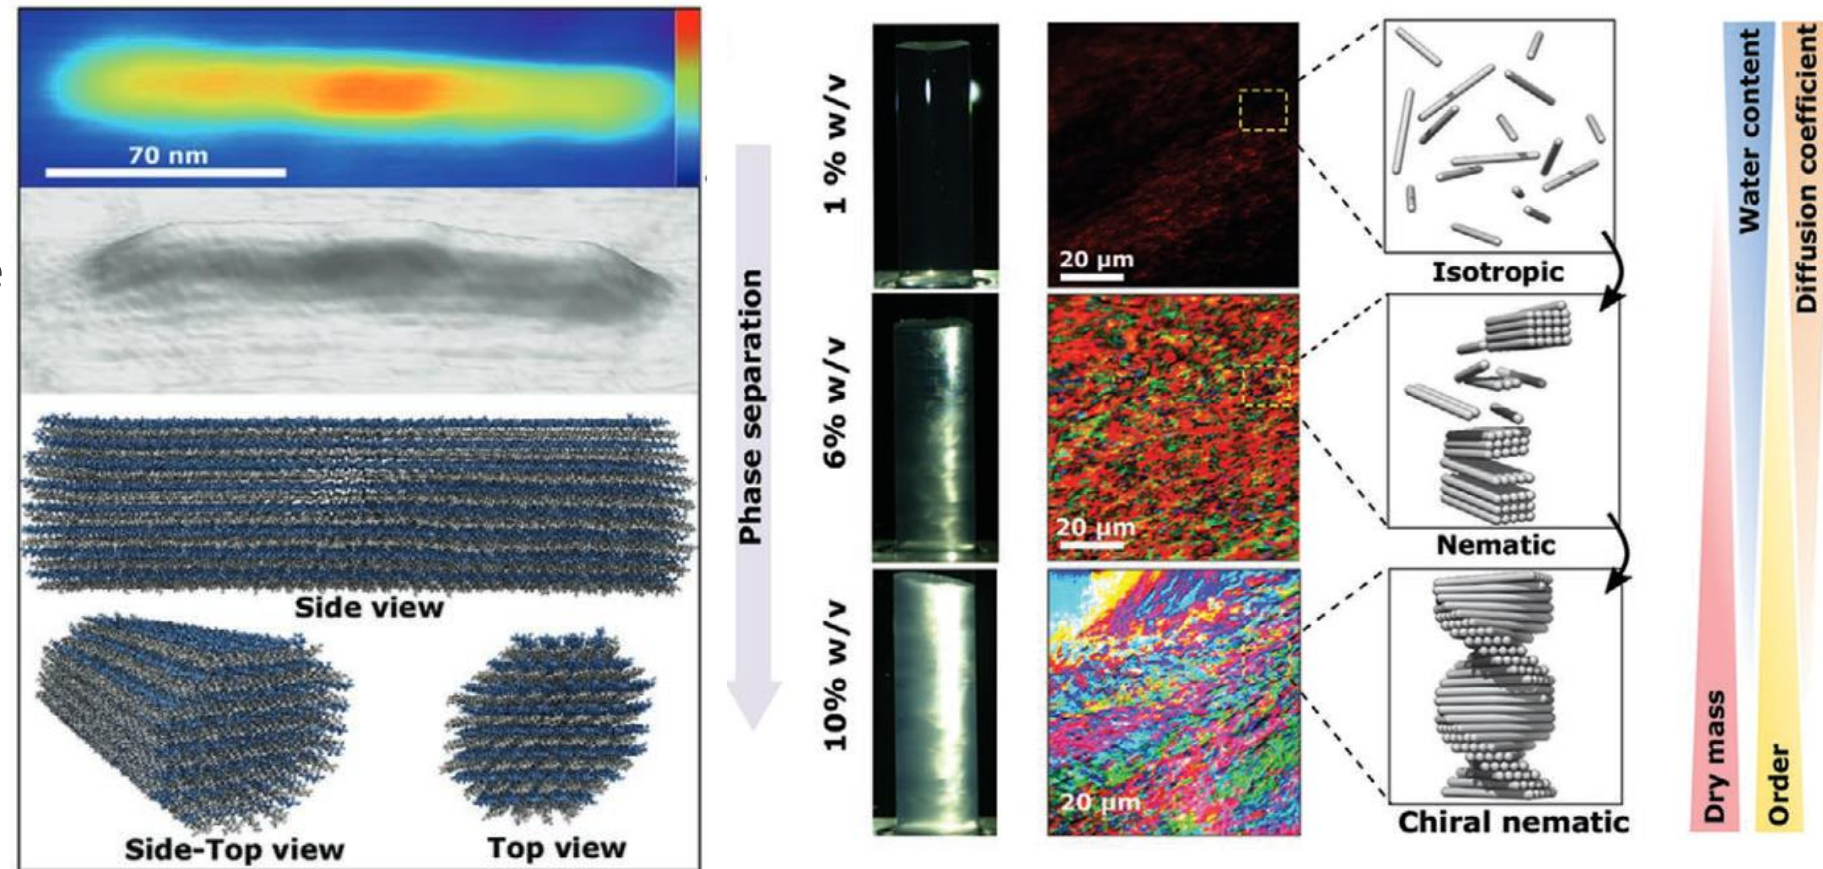 70 nm
Side view
Side-Top view
Top view
Phase separation
1 % w/v
6% w/v
10% w/v
20 µm
20 µm
20 µm
Isotropic
Nematic
Chiral nematic
Dry mass
Water content
Order
Diffusion coefficient